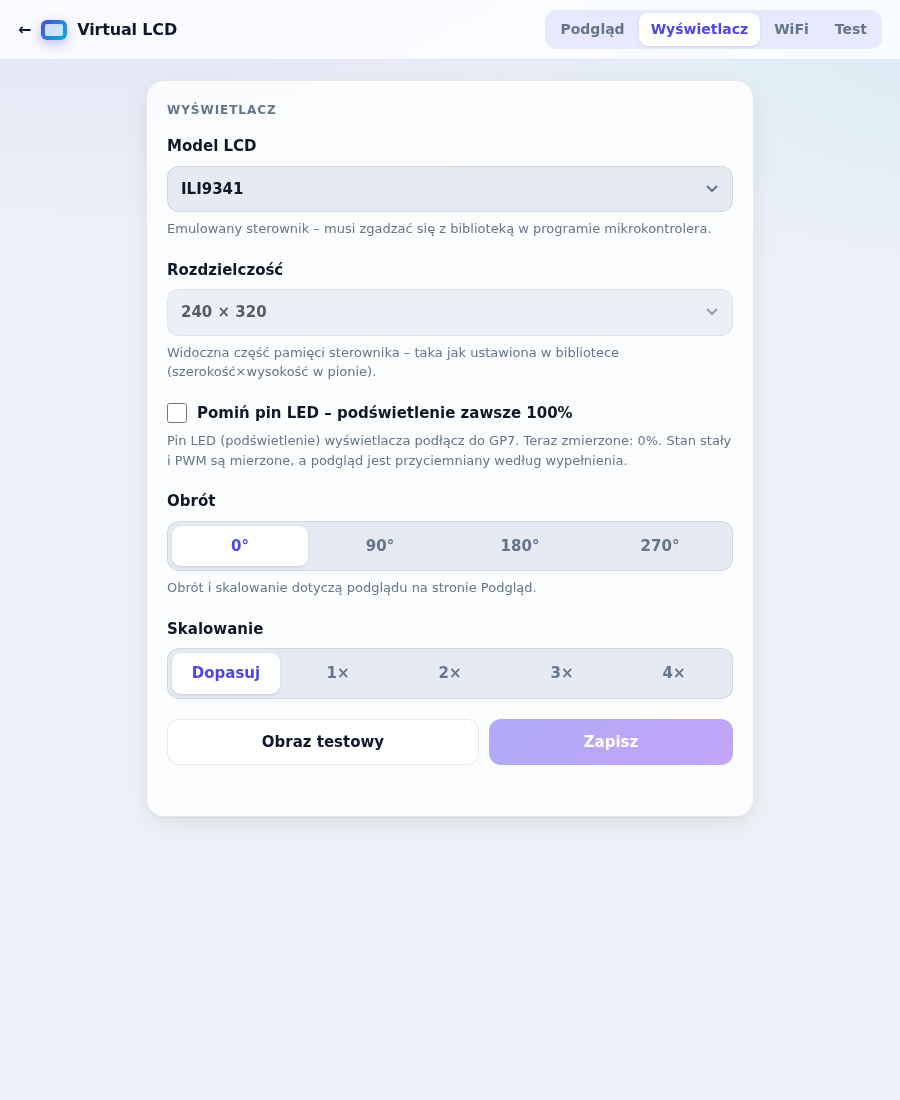 ← Virtual LCD
Podgląd Wyświetlacz WiFi Test
WYŚWIETLACZ
Model LCD
ILI9341
Emulowany sterownik – musi zgadzać się z biblioteką w programie mikrokontrolera.
Rozdzielczość
240 × 320
Widoczna część pamięci sterownika – taka jak ustawiona w bibliotece
(szerokość×wysokość w pionie).
Pomiń pin LED – podświetlenie zawsze 100%
Pin LED (podświetlenie) wyświetlacza podłącz do GP7. Teraz zmierzone: 0%. Stan stały
i PWM są mierzone, a podgląd jest przyciemniany według wypełnienia.
Obrót
0° 90° 180° 270°
Obrót i skalowanie dotyczą podglądu na stronie Podgląd.
Skalowanie
Dopasuj 1× 2× 3× 4×
Obraz testowy Zapisz